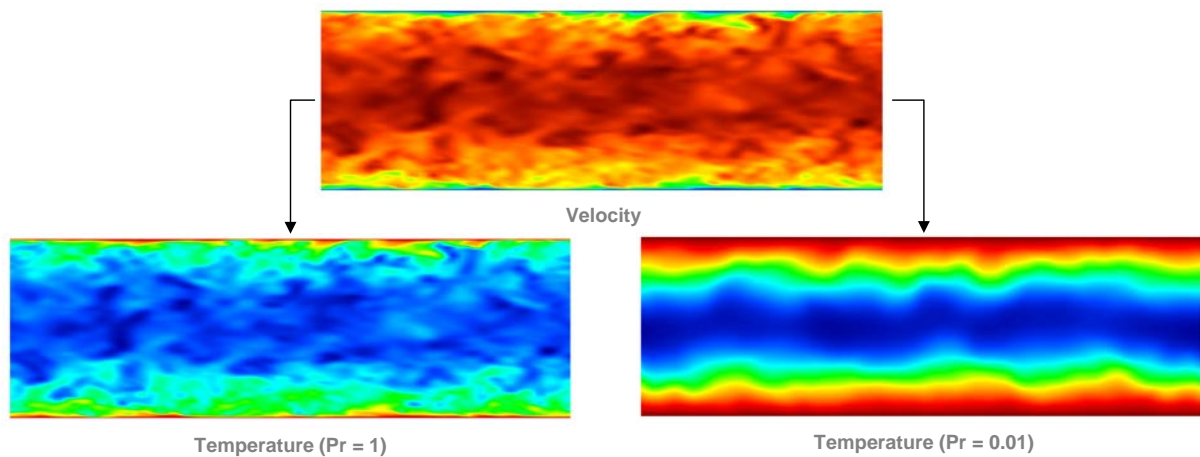 Velocity
Temperature (Pr = 1)
Temperature (Pr = 0.01)